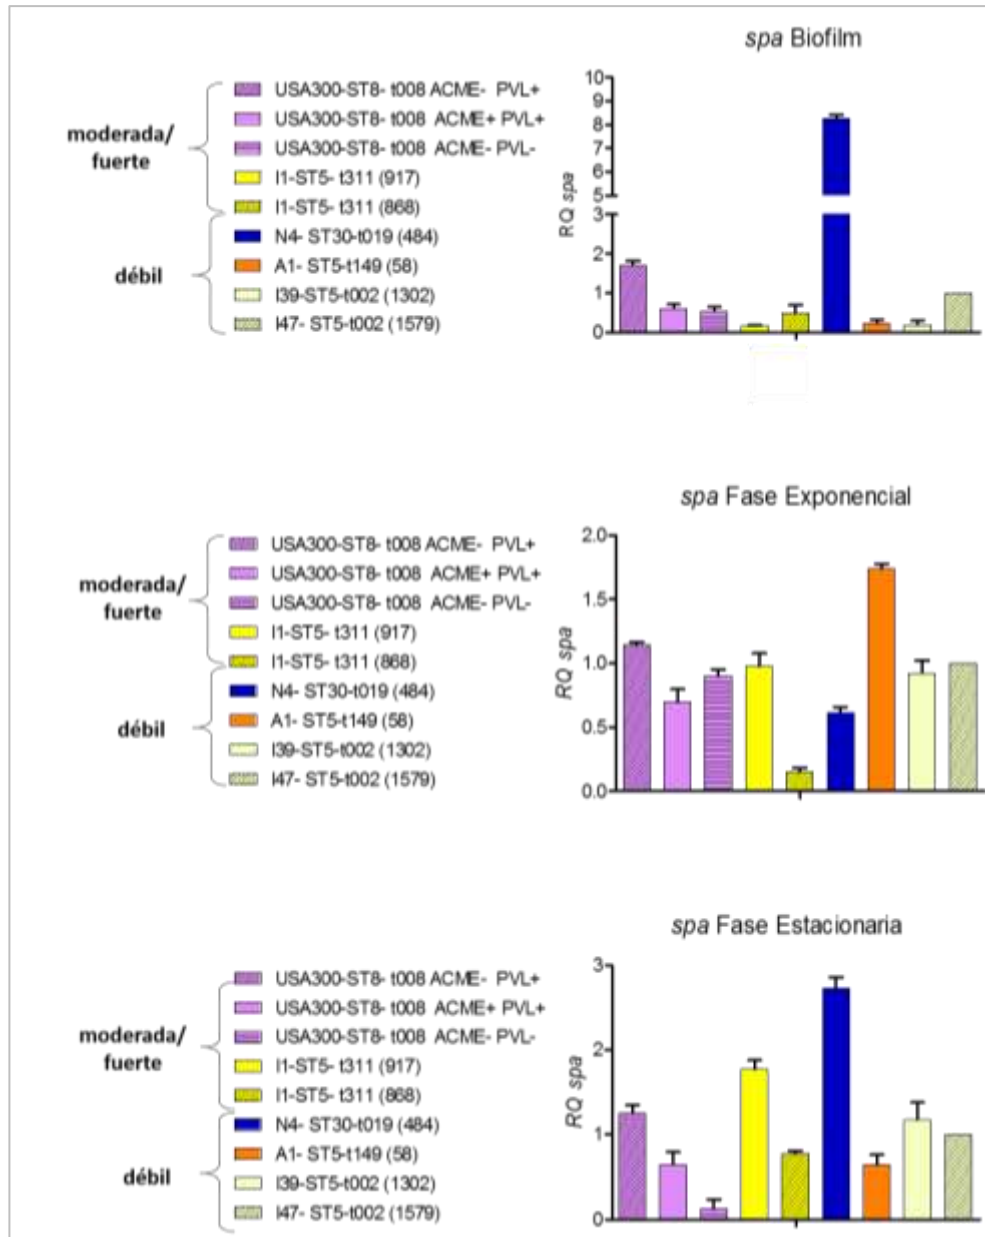 spa Biofilm
moderada/
fuerte
débil
USA300-ST8- t008 ACME- PVL+
USA300-ST8- t008 ACME+ PVL+
USA300-ST8- t008 ACME- PVL-
I1-ST5- t311 (917)
I1-ST5- t311 (868)
N4- ST30-t019 (484)
A1- ST5-t149 (58)
I39-ST5-t002 (1302)
I47- ST5-t002 (1579)
RQ spa
10
9
8
7
6
5
3
2
1
0
spa Fase Exponencial
moderada/
fuerte
débil
USA300-ST8- t008 ACME- PVL+
USA300-ST8- t008 ACME+ PVL+
USA300-ST8- t008 ACME- PVL-
I1-ST5- t311 (917)
I1-ST5- t311 (868)
N4- ST30-t019 (484)
A1- ST5-t149 (58)
I39-ST5-t002 (1302)
I47- ST5-t002 (1579)
RQ spa
2.0
1.5
1.0
0.5
0.0
spa Fase Estacionaria
moderada/
fuerte
débil
USA300-ST8- t008 ACME- PVL+
USA300-ST8- t008 ACME+ PVL+
USA300-ST8- t008 ACME- PVL-
I1-ST5- t311 (917)
I1-ST5- t311 (868)
N4- ST30-t019 (484)
A1- ST5-t149 (58)
I39-ST5-t002 (1302)
I47- ST5-t002 (1579)
RQ spa
3
2
1
0